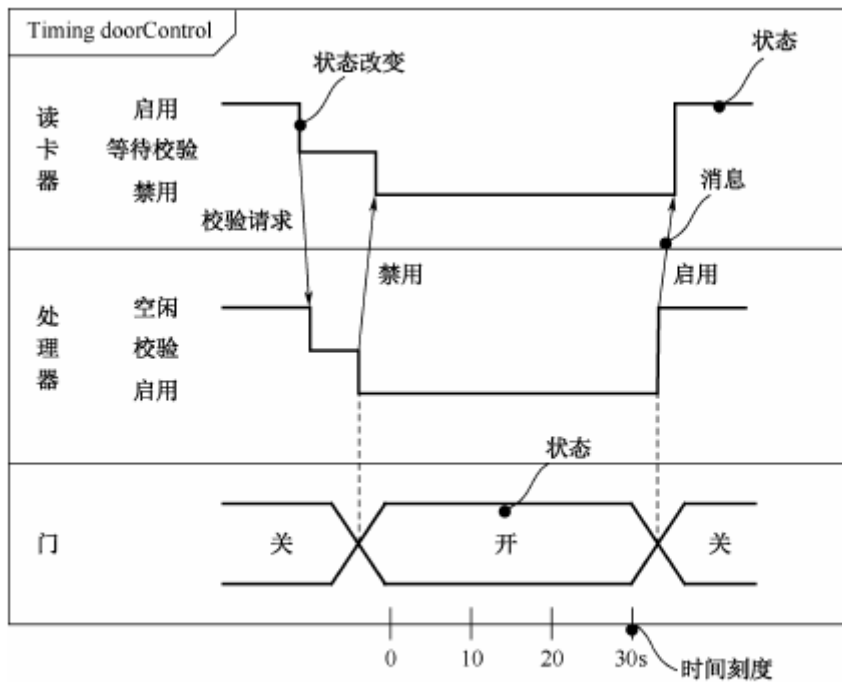 Timing doorControl
状态改变
状态
读卡器
启用
等待校验
禁用
校验请求
消息
禁用
启用
处理器
空闲
校验
启用
状态
门
关
开
关
0
10
20
30s
时间刻度